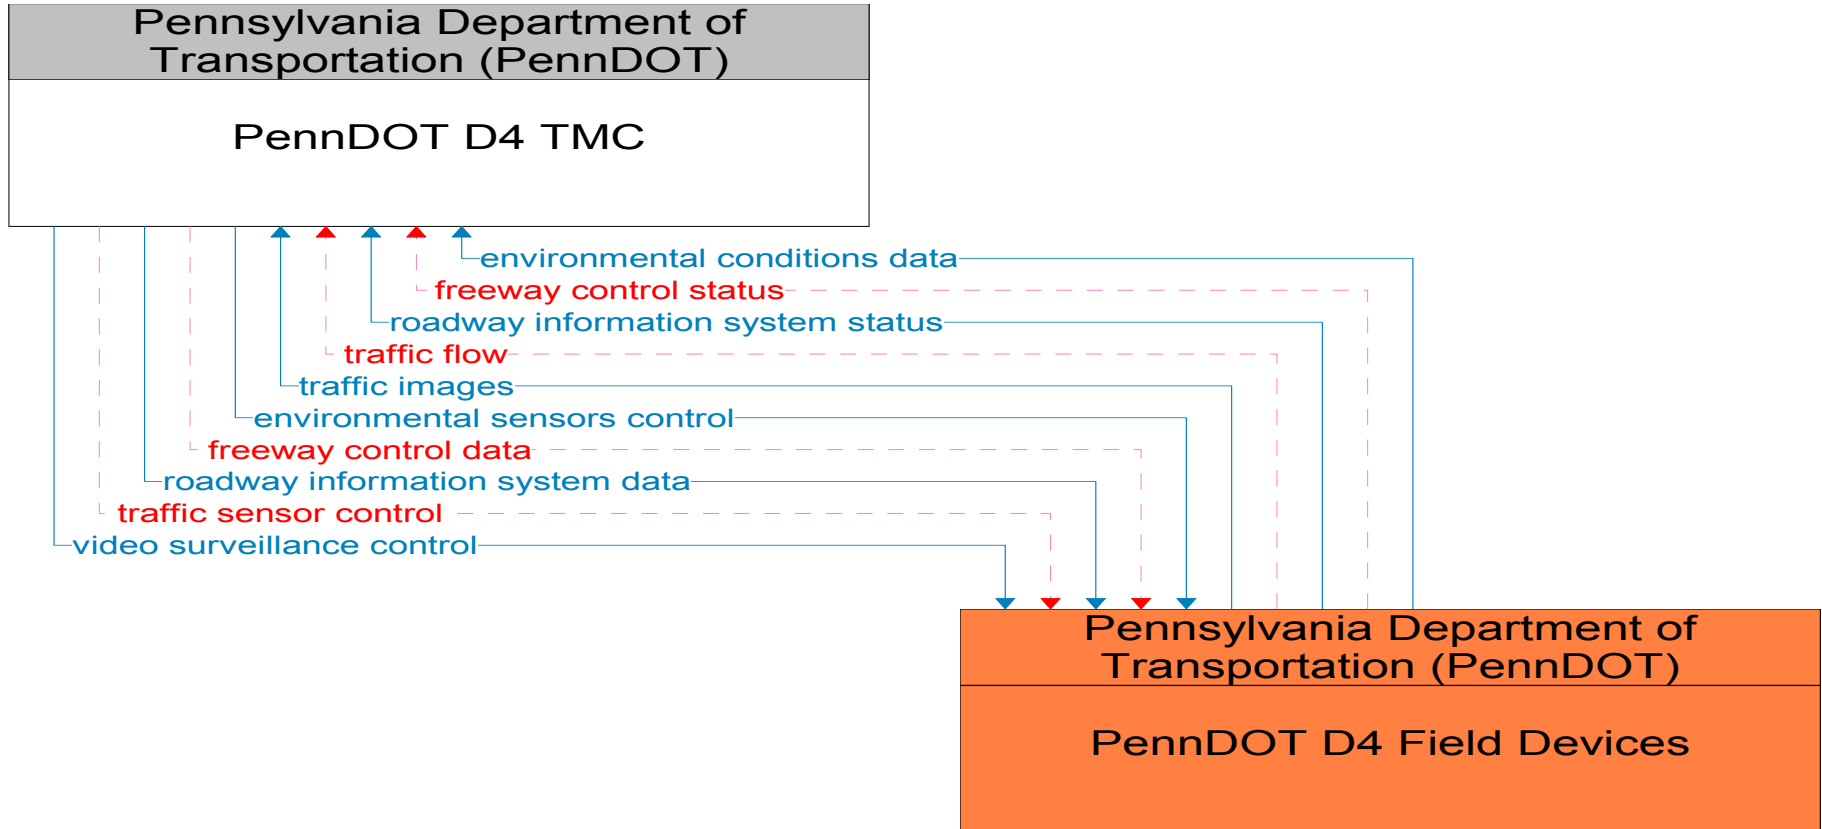 Pennsylvania Department of
Transportation (PennDOT)
PennDOT D4 TMC
environmental conditions data
freeway control status
roadway information system status
traffic flow
traffic images
environmental sensors control
freeway control data
roadway information system data
traffic sensor control
video surveillance control
Pennsylvania Department of
Transportation (PennDOT)
PennDOT D4 Field Devices